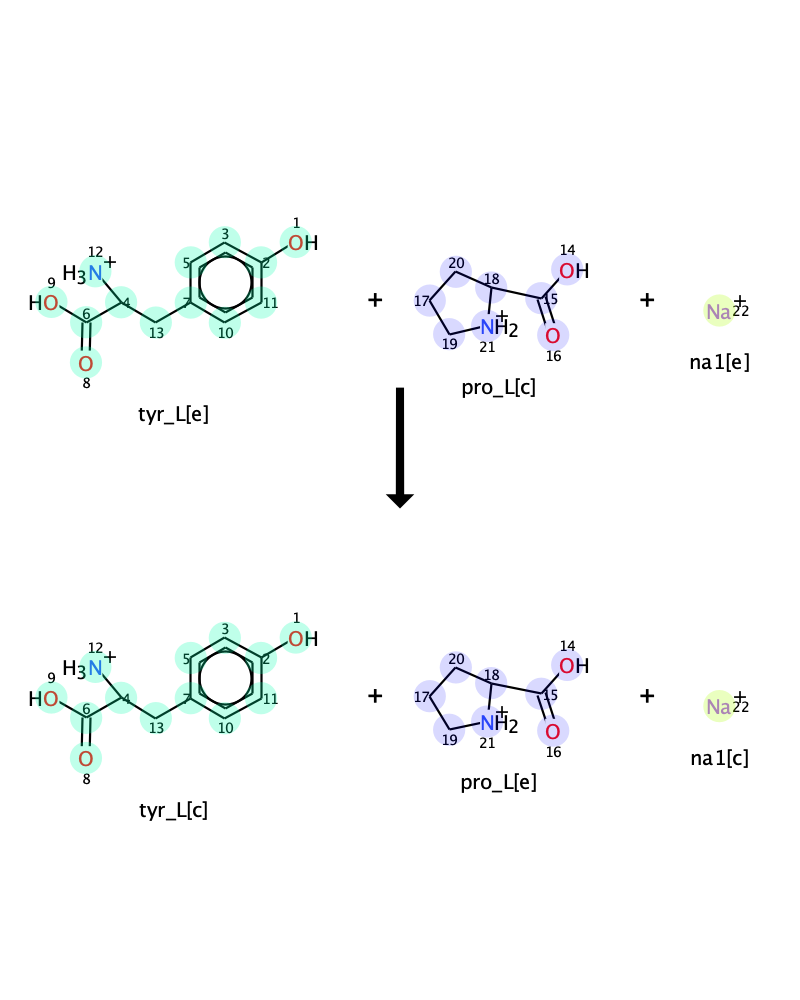 1
3
OH
12
+
5
2
14
H3N
20
OH
9
18
HO
4
7
11
17
15
+
Na
+
22
6
13
10
+
NH2
O
+
8
19
21
16
na1[e]
pro_L[c]
tyr_L[e]
1
3
OH
12
+
5
2
14
H3N
20
OH
9
18
HO
4
7
11
17
15
+
Na
+
22
6
13
10
+
NH2
O
+
8
19
21
16
na1[c]
pro_L[e]
tyr_L[c]